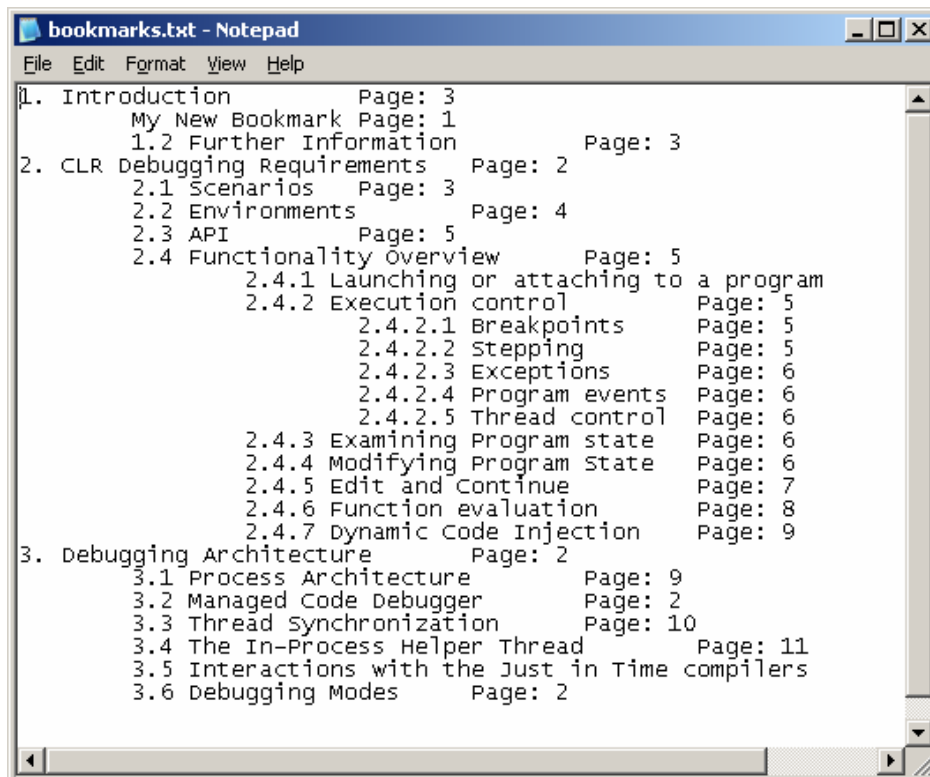 bookmarks.txt - Notepad
File Edit Format View Help
1. Introduction Page: 3
My New Bookmark Page: 1
1.2 Further Information Page: 3
2. CLR Debugging Requirements Page: 2
2.1 Scenarios Page: 3
2.2 Environments Page: 4
2.3 API Page: 5
2.4 Functionality Overview Page: 5
2.4.1 Launching or attaching to a program
2.4.2 Execution control Page: 5
2.4.2.1 Breakpoints Page: 5
2.4.2.2 Stepping Page: 5
2.4.2.3 Exceptions Page: 6
2.4.2.4 Program events Page: 6
2.4.2.5 Thread control Page: 6
2.4.3 Examining Program state Page: 6
2.4.4 Modifying Program State Page: 6
2.4.5 Edit and Continue Page: 7
2.4.6 Function evaluation Page: 8
2.4.7 Dynamic Code Injection Page: 9
3. Debugging Architecture Page: 2
3.1 Process Architecture Page: 9
3.2 Managed Code Debugger Page: 2
3.3 Thread Synchronization Page: 10
3.4 The In-Process Helper Thread Page: 11
3.5 Interactions with the Just in Time compilers
3.6 Debugging Modes Page: 2